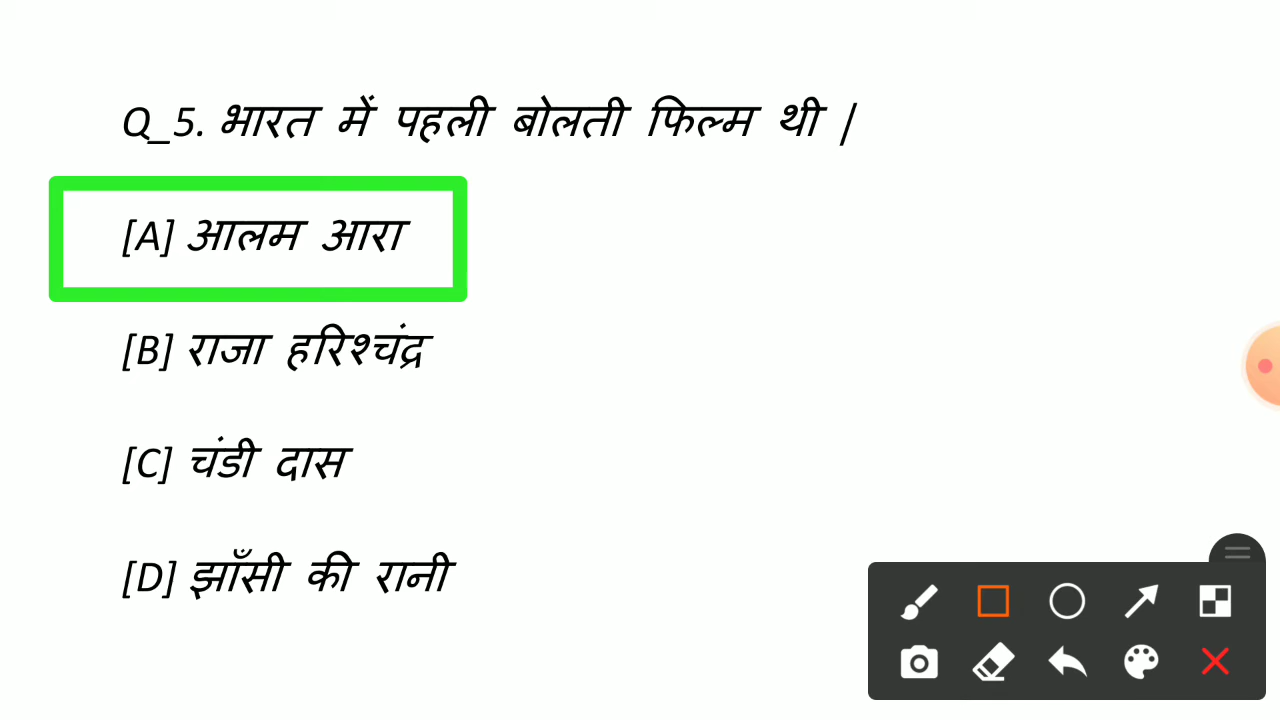 Q_5. भारत में पहली बोलती फिल्म थी |
[A] आलम आरा
[B] राजा हरिश्चंद्र
[C] चंडी दास
[D] झाँसी की रानी